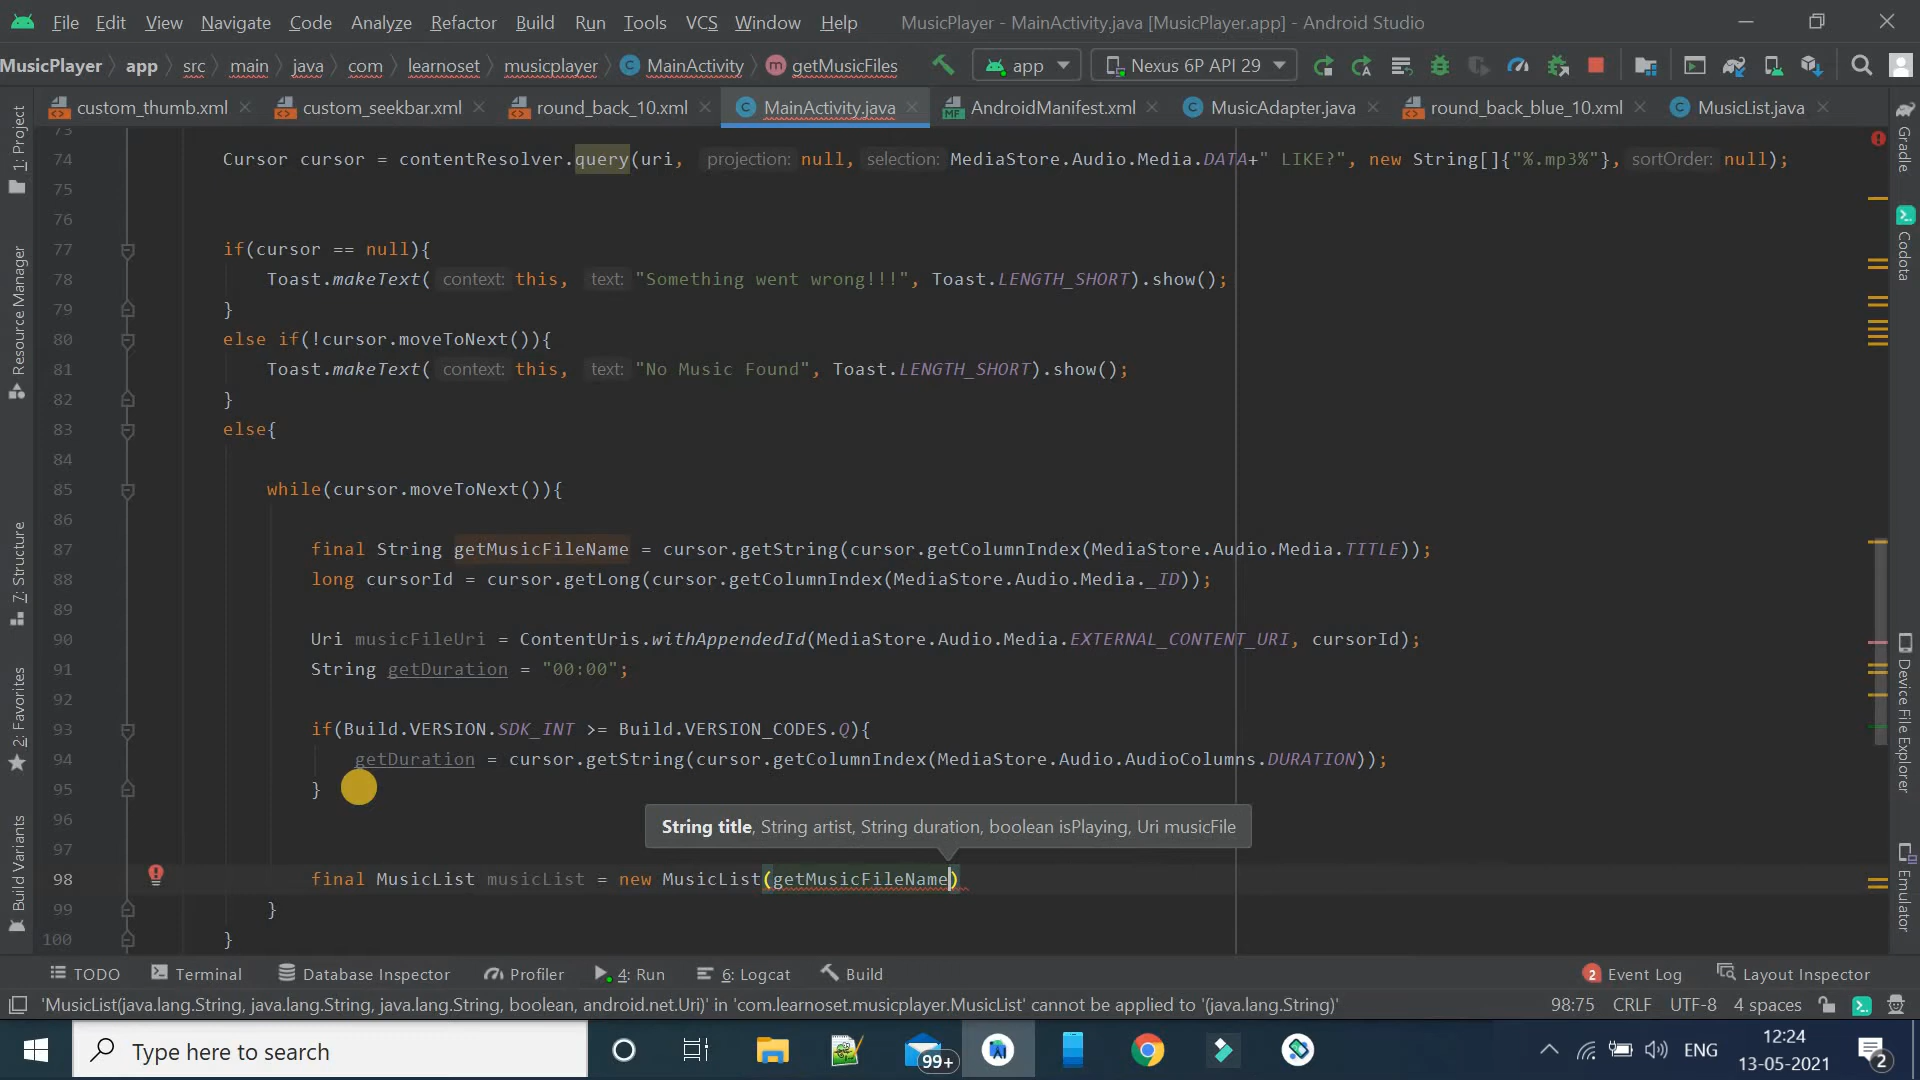 File Edit View Navigate Code Analyze Refactor Build Run Tools VCS Window Help MusicPlayer - MainActivity.java [MusicPlayer.app] - Android Studio
MusicPlayer app src main java com learnoset musicplayer MainActivity getMusicFiles app Nexus 6P API 29
custom_thumb.xml custom_seekbar.xml round_back_10.xml MainActivity.java AndroidManifest.xml MusicAdapter.java round_back_blue_10.xml MusicList.java
1: Project
Resource Manager
7: Structure
2: Favorites
Build Variants
73
74 Cursor cursor = contentResolver.query(uri, projection: null, selection: MediaStore.Audio.Media.DATA+" LIKE?", new String[]{"%.mp3%"}, sortOrder: null);
75
76
77 if(cursor == null){
78 Toast.makeText( context: this, text: "Something went wrong!!!", Toast.LENGTH_SHORT).show();
79 }
80 else if(!cursor.moveToNext()){
81 Toast.makeText( context: this, text: "No Music Found", Toast.LENGTH_SHORT).show();
82 }
83 else{
84
85 while(cursor.moveToNext()){
86
87 final String getMusicFileName = cursor.getString(cursor.getColumnIndex(MediaStore.Audio.Media.TITLE));
88 long cursorId = cursor.getLong(cursor.getColumnIndex(MediaStore.Audio.Media._ID));
89
90 Uri musicFileUri = ContentUris.withAppendedId(MediaStore.Audio.Media.EXTERNAL_CONTENT_URI, cursorId);
91 String getDuration = "00:00";
92
93 if(Build.VERSION.SDK_INT >= Build.VERSION_CODES.Q){
94 getDuration = cursor.getString(cursor.getColumnIndex(MediaStore.Audio.AudioColumns.DURATION));
95 }
96
String title, String artist, String duration, boolean isPlaying, Uri musicFile
97
98 final MusicList musicList = new MusicList(getMusicFileName)
99 }
100 }
Gradle
Codota
Device File Explorer
Emulator
TODO Terminal Database Inspector Profiler 4: Run 6: Logcat Build 2 Event Log Layout Inspector
'MusicList(java.lang.String, java.lang.String, java.lang.String, boolean, android.net.Uri)' in 'com.learnoset.musicplayer.MusicList' cannot be applied to '(java.lang.String)' 98:75 CRLF UTF-8 4 spaces
Type here to search 99+ ENG 12:24
13-05-2021 2